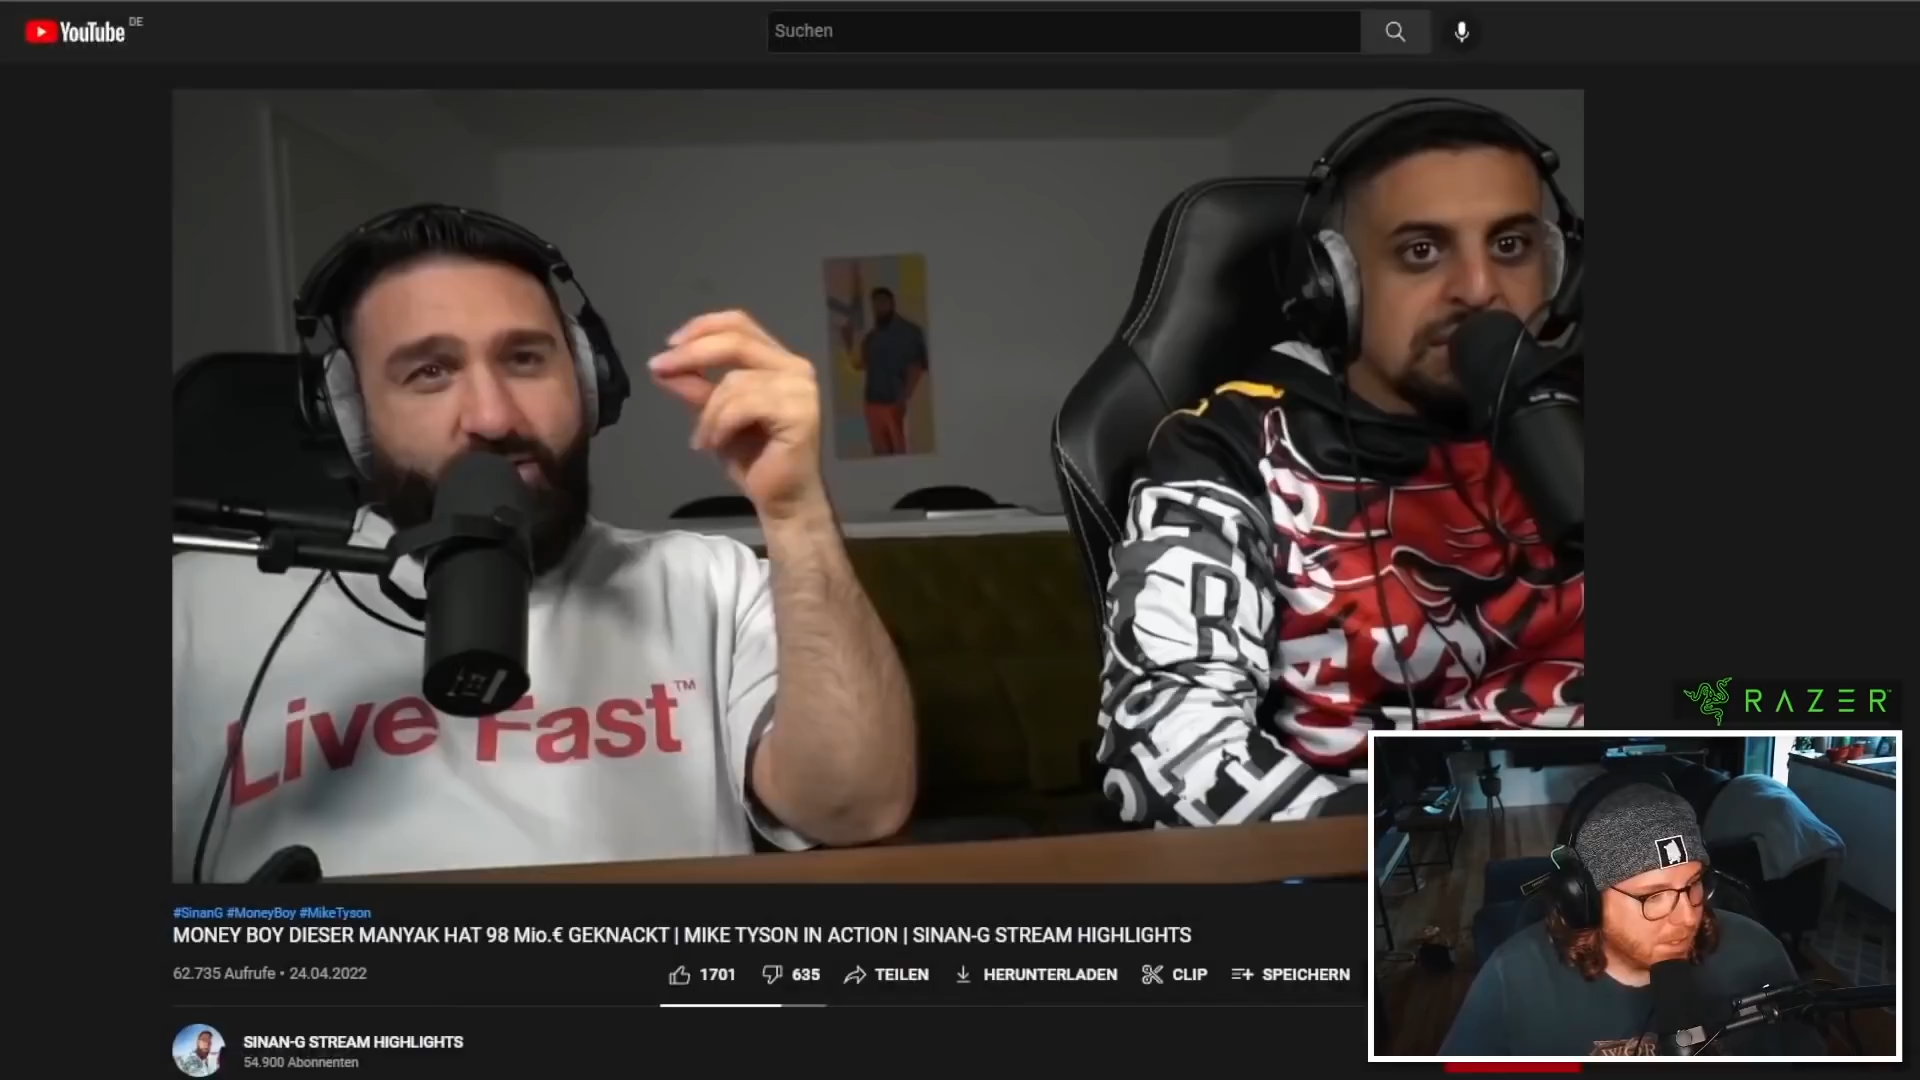 YouTube DE
Suchen
Live Fast™
RAZER
#SinanG #MoneyBoy #MikeTyson
MONEY BOY DIESER MANYAK HAT 98 Mio.€ GEKNACKT | MIKE TYSON IN ACTION | SINAN-G STREAM HIGHLIGHTS
62.735 Aufrufe • 24.04.2022
1701
635
TEILEN
HERUNTERLADEN
CLIP
SPEICHERN
SINAN-G STREAM HIGHLIGHTS
54.900 Abonnenten